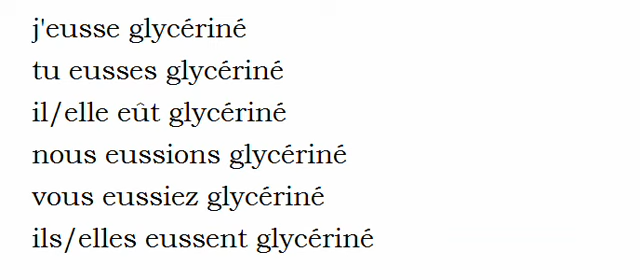 j'eusse glycériné
tu eusses glycériné
il/elle eût glycériné
nous eussions glycériné
vous eussiez glycériné
ils/elles eussent glycériné